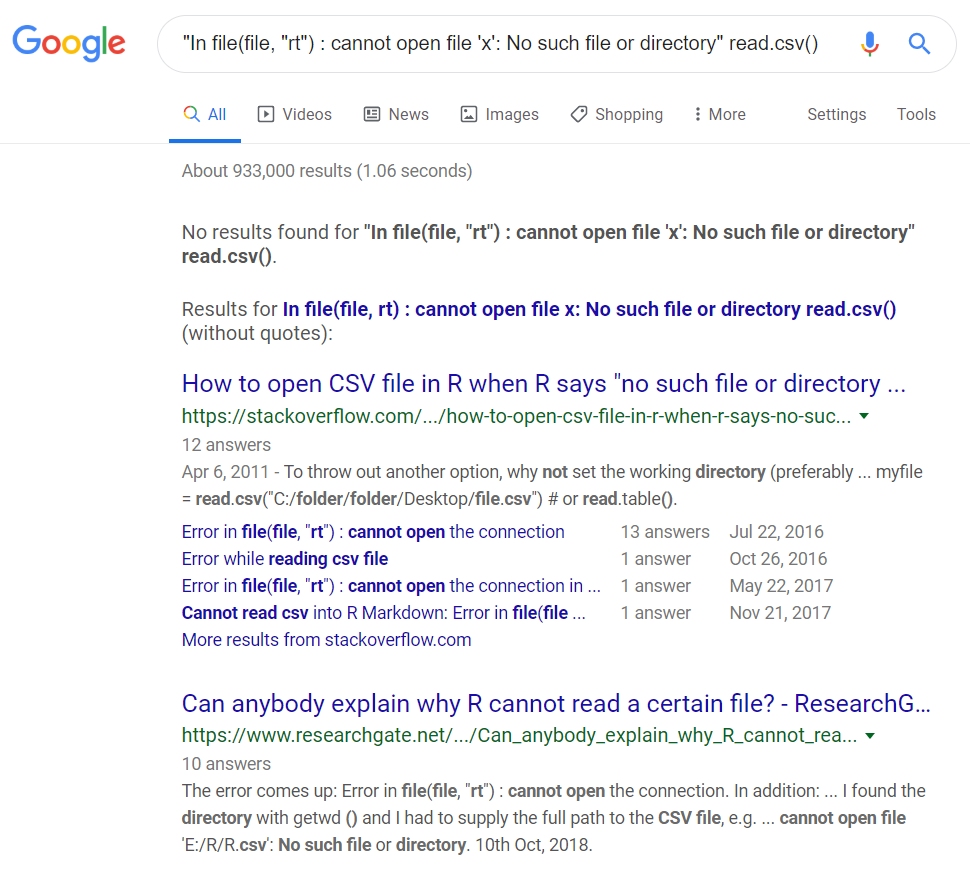 Google
"In file(file, "rt") : cannot open file 'x': No such file or directory" read.csv()
All Videos News Images Shopping More Settings Tools
About 933,000 results (1.06 seconds)
No results found for "In file(file, "rt") : cannot open file 'x': No such file or directory"
read.csv().
Results for In file(file, rt) : cannot open file x: No such file or directory read.csv()
(without quotes):
How to open CSV file in R when R says "no such file or directory ...
https://stackoverflow.com/.../how-to-open-csv-file-in-r-when-r-says-no-suc...
12 answers
Apr 6, 2011 - To throw out another option, why not set the working directory (preferably ... myfile
= read.csv("C:/folder/folder/Desktop/file.csv") # or read.table().
Error in file(file, "rt") : cannot open the connection 13 answers Jul 22, 2016
Error while reading csv file 1 answer Oct 26, 2016
Error in file(file, "rt") : cannot open the connection in ... 1 answer May 22, 2017
Cannot read csv into R Markdown: Error in file(file ... 1 answer Nov 21, 2017
More results from stackoverflow.com
Can anybody explain why R cannot read a certain file? - ResearchG...
https://www.researchgate.net/.../Can_anybody_explain_why_R_cannot_rea...
10 answers
The error comes up: Error in file(file, "rt") : cannot open the connection. In addition: ... I found the
directory with getwd () and I had to supply the full path to the CSV file, e.g. ... cannot open file
'E:/R/R.csv': No such file or directory. 10th Oct, 2018.